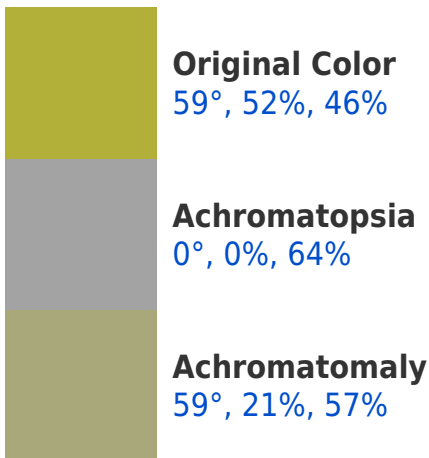 Original Color
59°, 52%, 46%
Achromatopsia
0°, 0%, 64%
Achromatomaly
59°, 21%, 57%